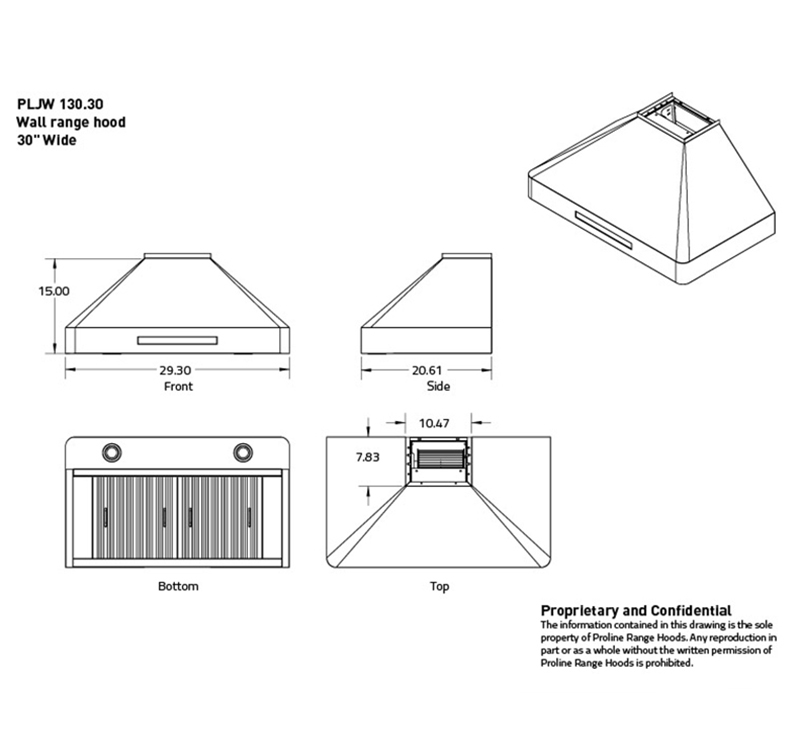 PLJW 130.30
Wall range hood
30" Wide
15.00
29.30
Front
20.61
Side
10.47
7.83
Bottom
Top
Proprietary and Confidential
The information contained in this drawing is the sole
property of Proline Range Hoods. Any reproduction in
part or as a whole without the written permission of
Proline Range Hoods is prohibited.